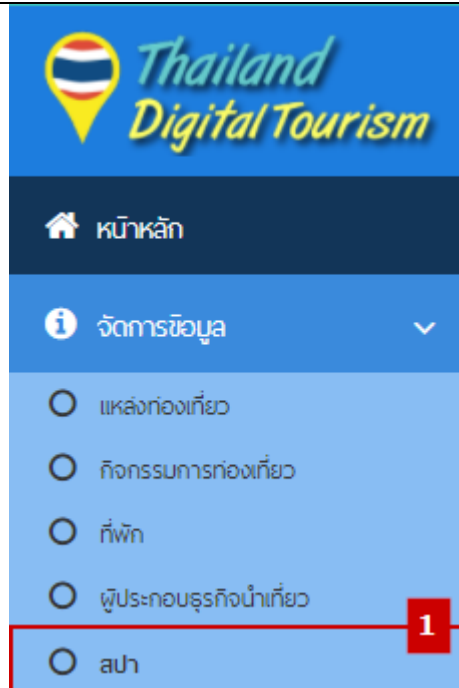 Thailand
Digital Tourism
หน้าหลัก
จัดการข้อมูล
แหล่งท่องเที่ยว
กิจกรรมการท่องเที่ยว
ที่พัก
ผู้ประกอบธุรกิจนำเที่ยว
1
สปา